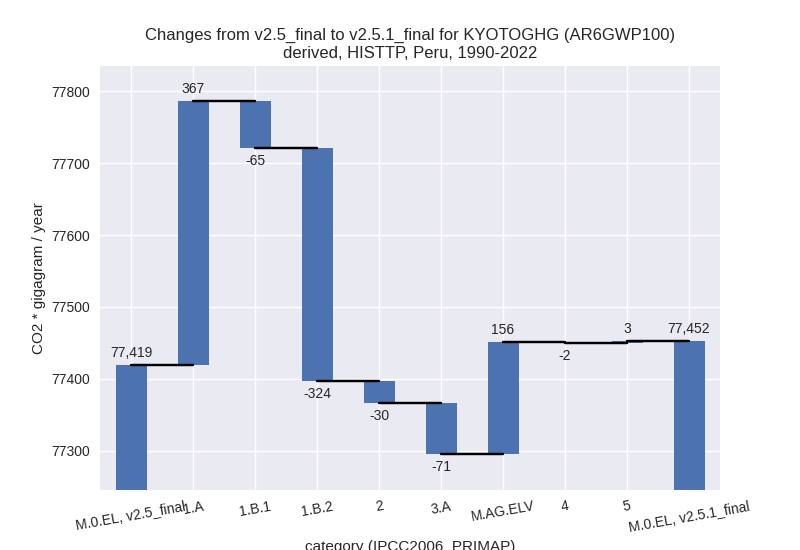 Changes from v2.5_final to v2.5.1_final for KYOTOGHG (AR6GWP100)
derived, HISTTP, Peru, 1990-2022
CO2 * gigagram / year
77800
77700
77600
77500
77400
77300
77,419
367
-65
-324
-30
-71
156
-2
3
77,452
M.0.EL, v2.5_final
1.A
1.B.1
1.B.2
2
3.A
M.AG.ELV
4
5
M.0.EL, v2.5.1_final
category (IPCC2006_PRIMAP)